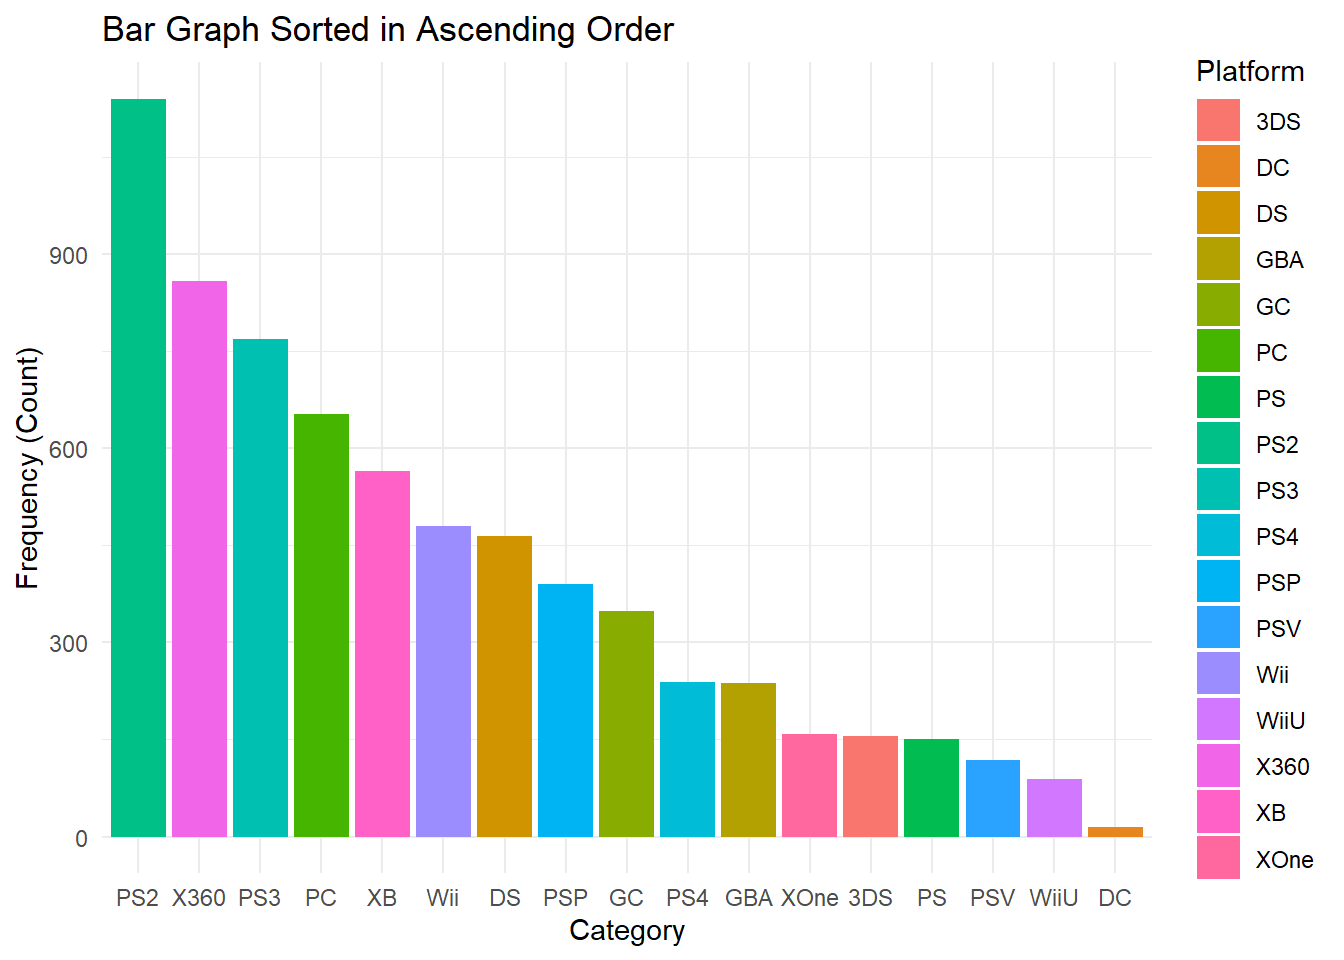 Bar Graph Sorted in Ascending Order
Frequency (Count)
900
600
300
0
PS2 X360 PS3 PC XB Wii DS PSP GC PS4 GBA XOne 3DS PS PSV WiiU DC
Category
Platform
3DS
DC
DS
GBA
GC
PC
PS
PS2
PS3
PS4
PSP
PSV
Wii
WiiU
X360
XB
XOne